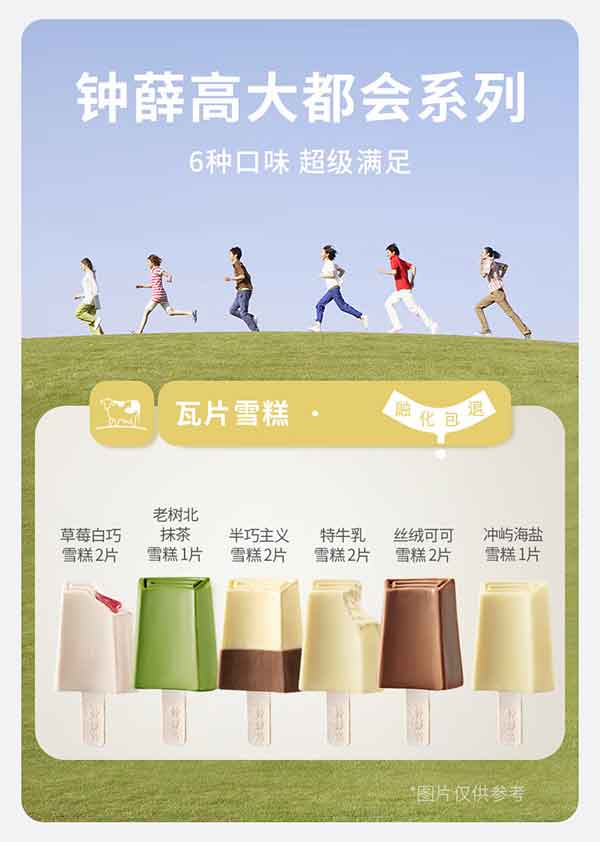 钟薛高大都会系列
6种口味 超级满足
瓦片雪糕 ·
融化包退
草莓白巧
雪糕 2片
老树北
抹茶
雪糕 1片
半巧主义
雪糕 2片
特牛乳
雪糕 2片
丝绒可可
雪糕 2片
冲屿海盐
雪糕 1片
*图片仅供参考